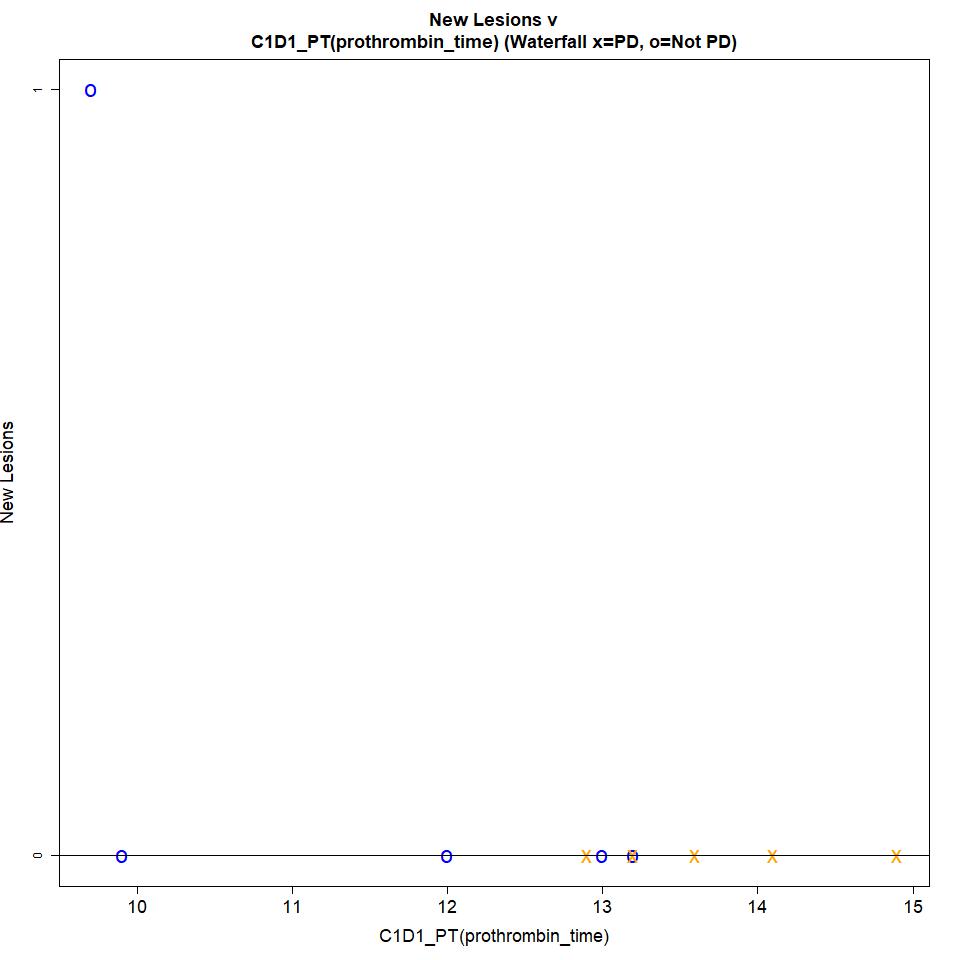 New Lesions v
C1D1_PT(prothrombin_time) (Waterfall x=PD, o=Not PD)
New Lesions
1
0
o
o o x o x o x x x
10 11 12 13 14 15
C1D1_PT(prothrombin_time)